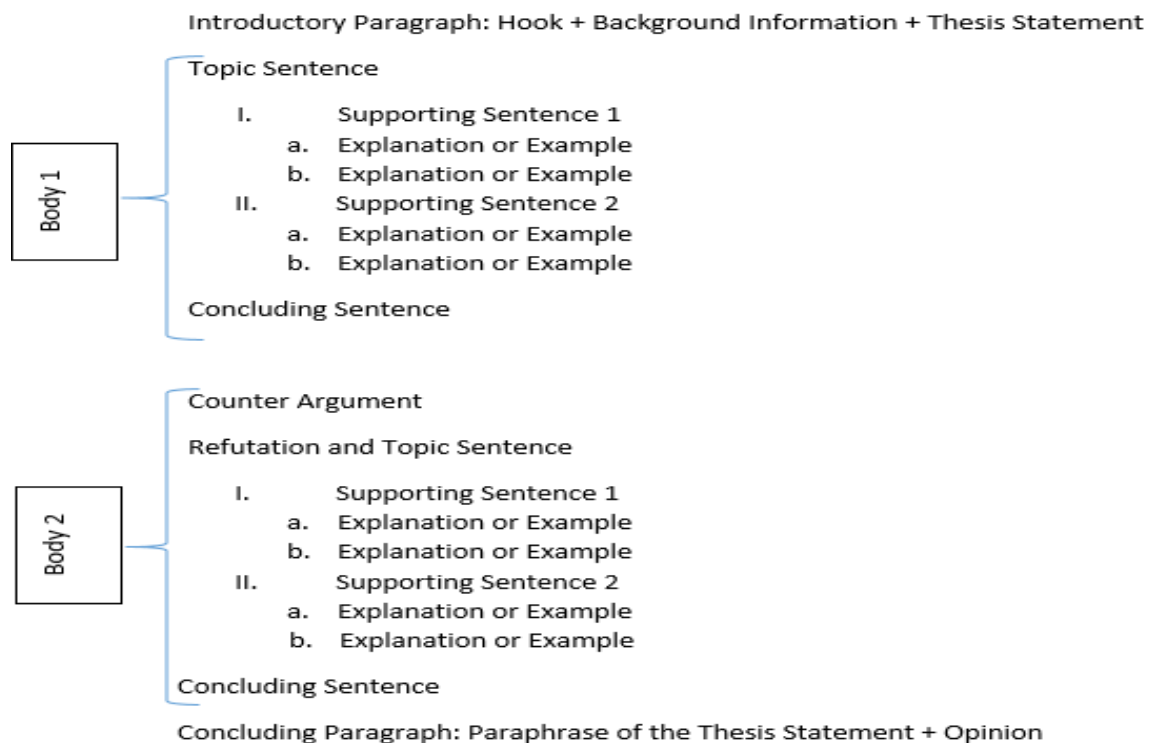 Introductory Paragraph: Hook + Background Information + Thesis Statement
Topic Sentence
I. Supporting Sentence 1
a. Explanation or Example
b. Explanation or Example
II. Supporting Sentence 2
a. Explanation or Example
b. Explanation or Example
Concluding Sentence
Body 1
Counter Argument
Refutation and Topic Sentence
I. Supporting Sentence 1
a. Explanation or Example
b. Explanation or Example
II. Supporting Sentence 2
a. Explanation or Example
b. Explanation or Example
Concluding Sentence
Body 2
Concluding Paragraph: Paraphrase of the Thesis Statement + Opinion